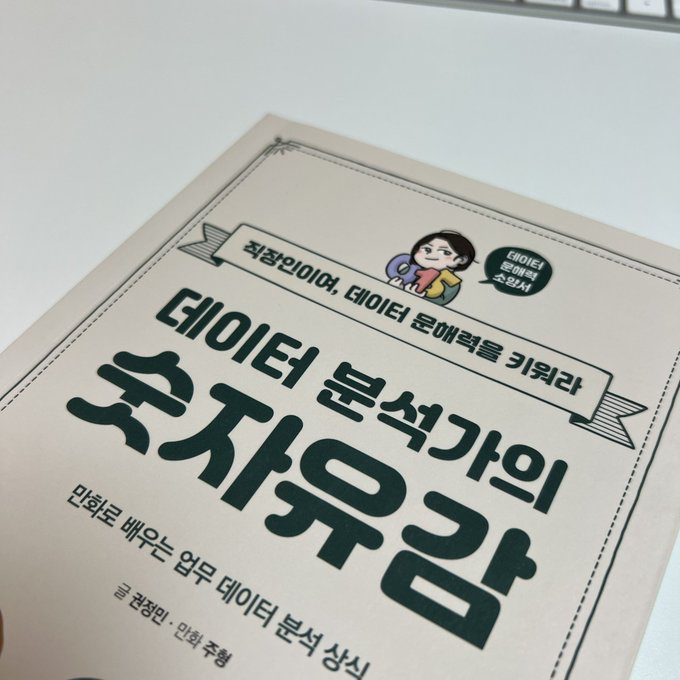 데이터
문해력
소양서
직장인이여, 데이터 문해력을 키워라
데이터 분석가의
숫자유감
만화로 배우는 업무 데이터 분석 상식
글 권정민 · 만화 주형